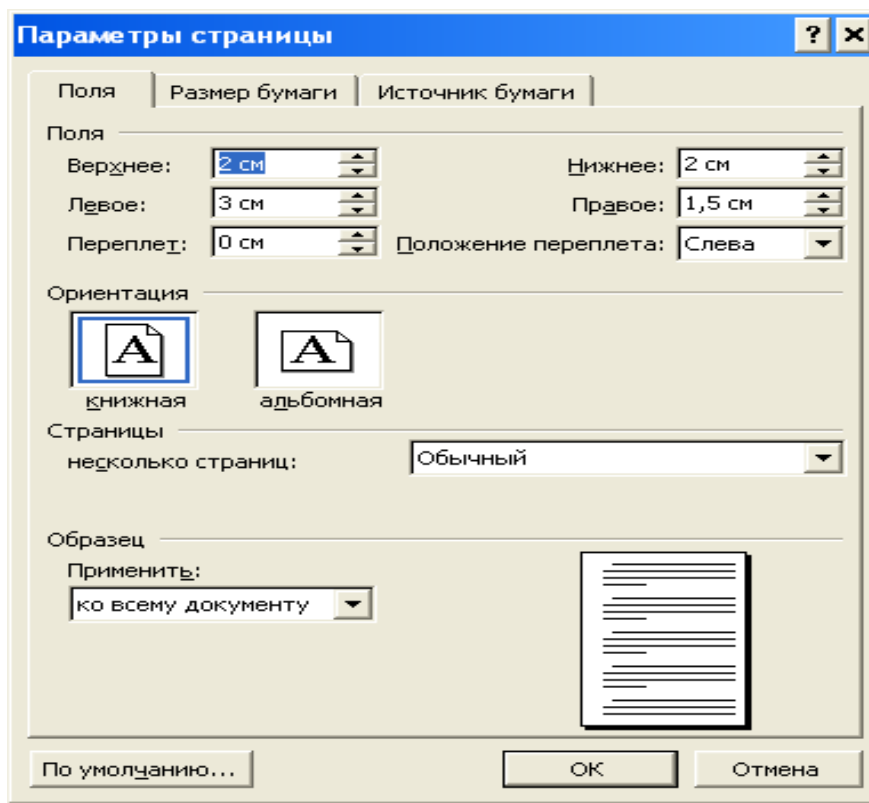 Параметры страницы
Поля Размер бумаги Источник бумаги
Поля
Верхнее: 2 см Нижнее: 2 см
Левое: 3 см Правое: 1,5 см
Переплет: 0 см Положение переплета: Слева
Ориентация
A A
книжная альбомная
Страницы
несколько страниц: Обычный
Образец
Применить:
ко всему документу
По умолчанию... ОК Отмена